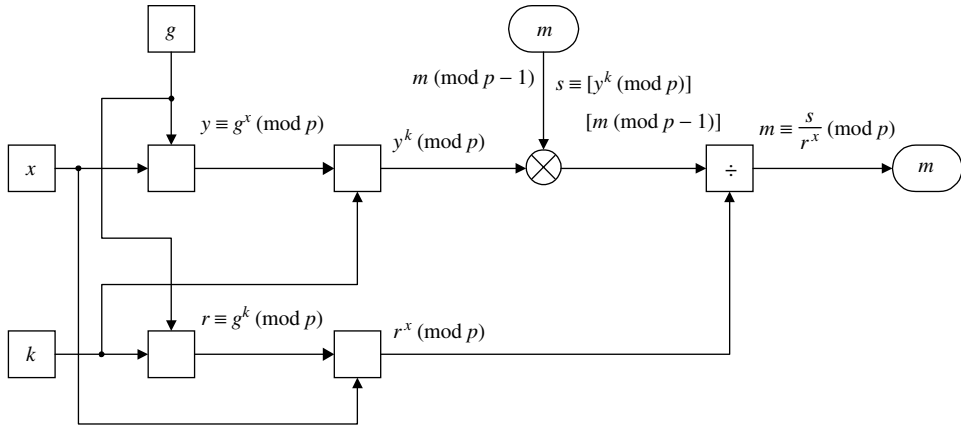 g
m
m (mod p − 1)
s ≡ [y^k (mod p)]
[m (mod p − 1)]
y ≡ g^x (mod p)
y^k (mod p)
m ≡ s/r^x (mod p)
x
÷
m
r ≡ g^k (mod p)
r^x (mod p)
k